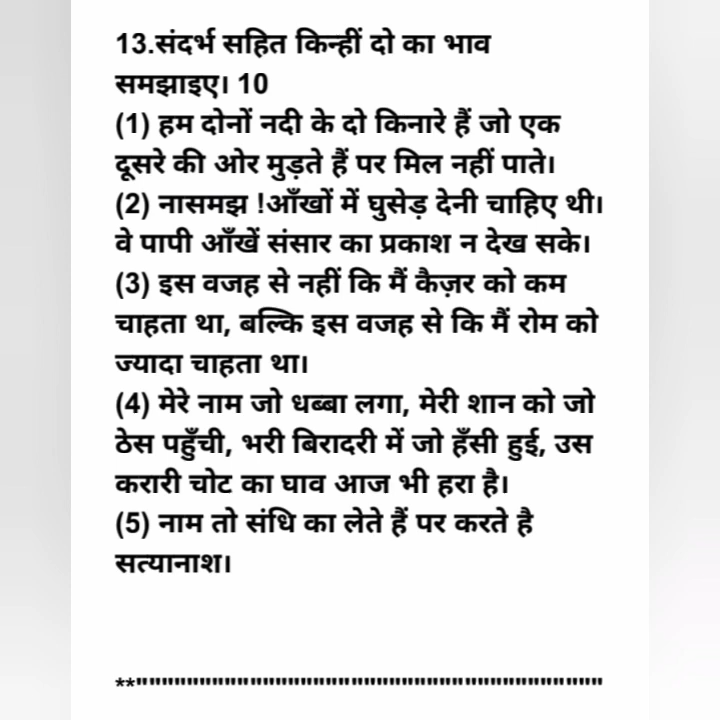 13.संदर्भ सहित किन्हीं दो का भाव
समझाइए। 10
(1) हम दोनों नदी के दो किनारे हैं जो एक
दूसरे की ओर मुड़ते हैं पर मिल नहीं पाते।
(2) नासमझ !आँखों में घुसेड़ देनी चाहिए थी।
वे पापी आँखें संसार का प्रकाश न देख सके।
(3) इस वजह से नहीं कि मैं कैज़र को कम
चाहता था, बल्कि इस वजह से कि मैं रोम को
ज्यादा चाहता था।
(4) मेरे नाम जो धब्बा लगा, मेरी शान को जो
ठेस पहुँची, भरी बिरादरी में जो हँसी हुई, उस
करारी चोट का घाव आज भी हरा है।
(5) नाम तो संधि का लेते हैं पर करते है
सत्यानाश।
**"""""""""""""""""""""""""""""""""""""